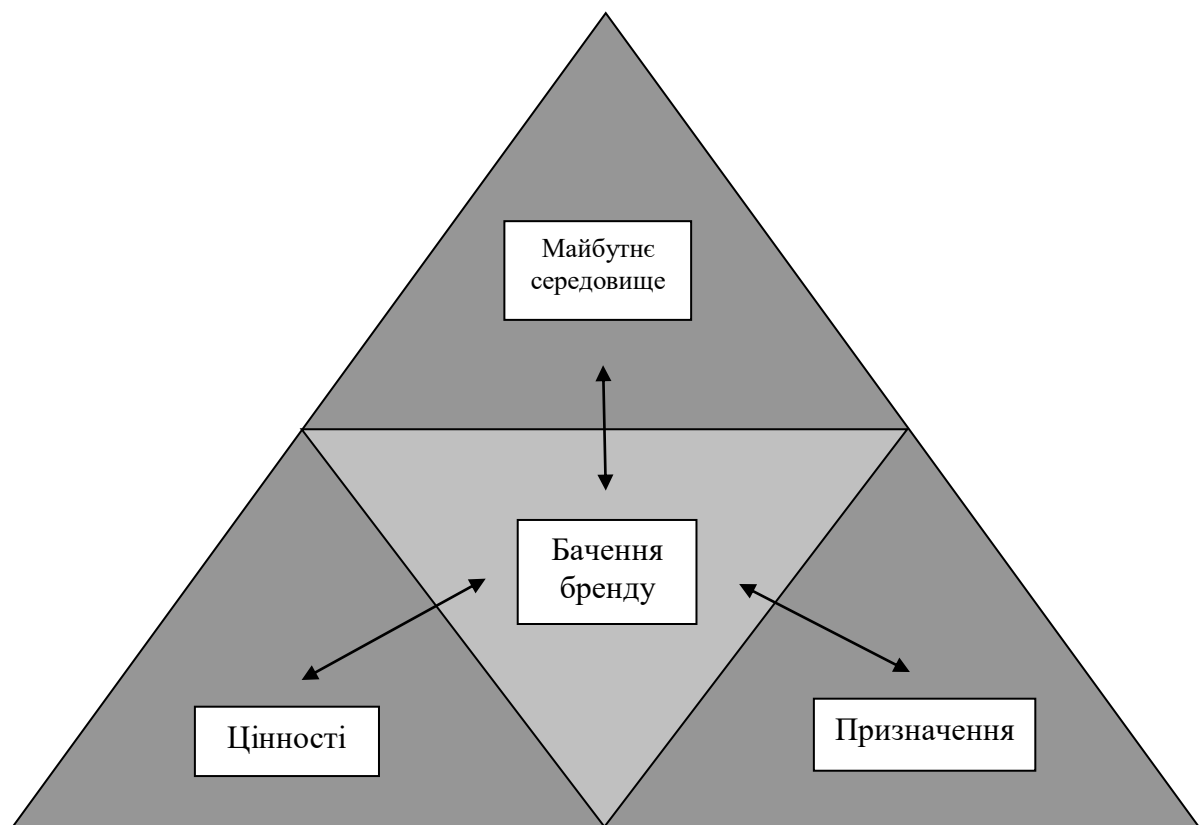 Майбутнє
середовище
Бачення
бренду
Цінності
Призначення